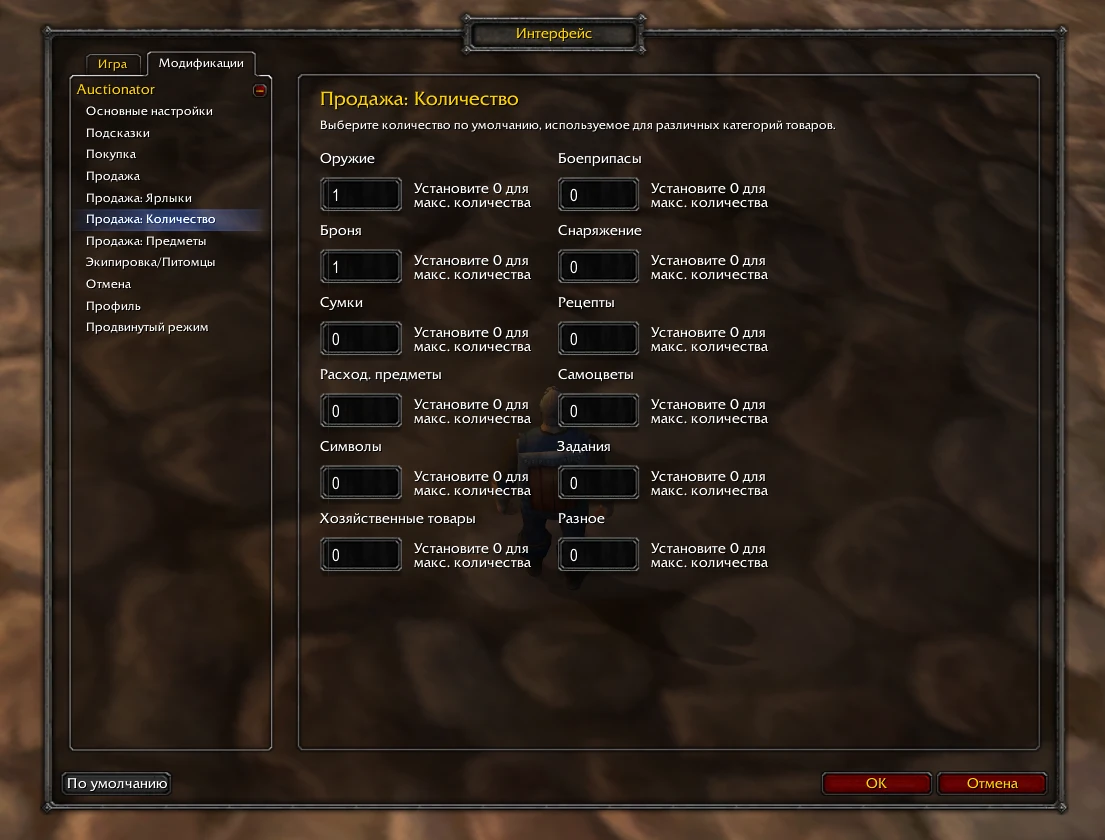 Интерфейс
Игра
Модификации
Auctionator
Основные настройки
Подсказки
Покупка
Продажа
Продажа: Ярлыки
Продажа: Количество
Продажа: Предметы
Экипировка/Питомцы
Отмена
Профиль
Продвинутый режим
Продажа: Количество
Выберите количество по умолчанию, используемое для различных категорий товаров.
Оружие
1
Установите 0 для
макс. количества
Боеприпасы
0
Установите 0 для
макс. количества
Броня
1
Установите 0 для
макс. количества
Снаряжение
0
Установите 0 для
макс. количества
Сумки
0
Установите 0 для
макс. количества
Рецепты
0
Установите 0 для
макс. количества
Расход. предметы
0
Установите 0 для
макс. количества
Самоцветы
0
Установите 0 для
макс. количества
Символы
0
Установите 0 для
макс. количества
Задания
0
Установите 0 для
макс. количества
Хозяйственные товары
0
Установите 0 для
макс. количества
Разное
0
Установите 0 для
макс. количества
По умолчанию
ОК
Отмена